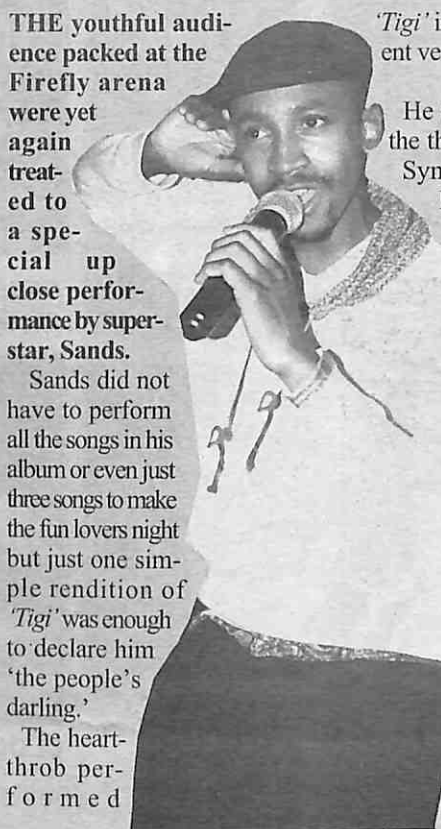 THE youthful audi-
ence packed at the
Firefly arena
were yet
again
treat-
ed to
a spe-
cial up
close perfor-
mance by super-
star, Sands.
Sands did not
have to perform
all the songs in his
album or even just
three songs to make
the fun lovers night
but just one sim-
ple rendition of
'Tigi' was enough
to declare him
'the people's
darling.'
The heart-
throb per-
formed
'Tigi'
ent
He
the